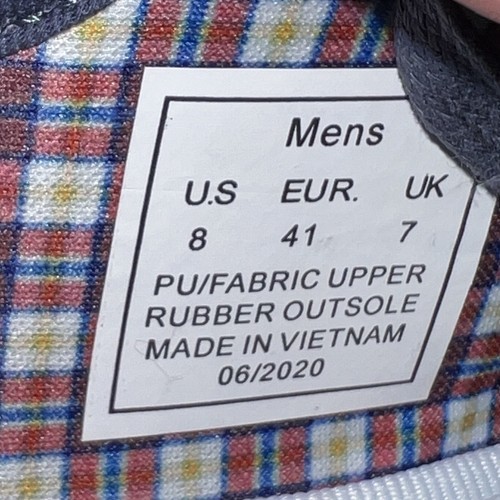 Mens
U.S EUR. UK
8 41 7
PU/FABRIC UPPER
RUBBER OUTSOLE
MADE IN VIETNAM
06/2020